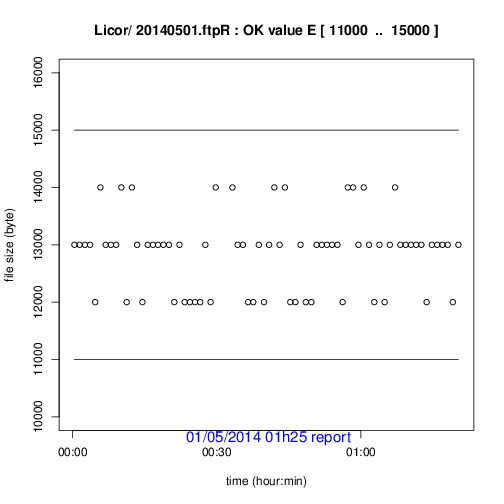 Licor/ 20140501.ftpR : OK value E [ 11000 .. 15000 ]
file size (byte)
16000
15000
14000
13000
12000
11000
10000
01/05/2014 01h25 report
00:00 00:30 01:00
time (hour:min)